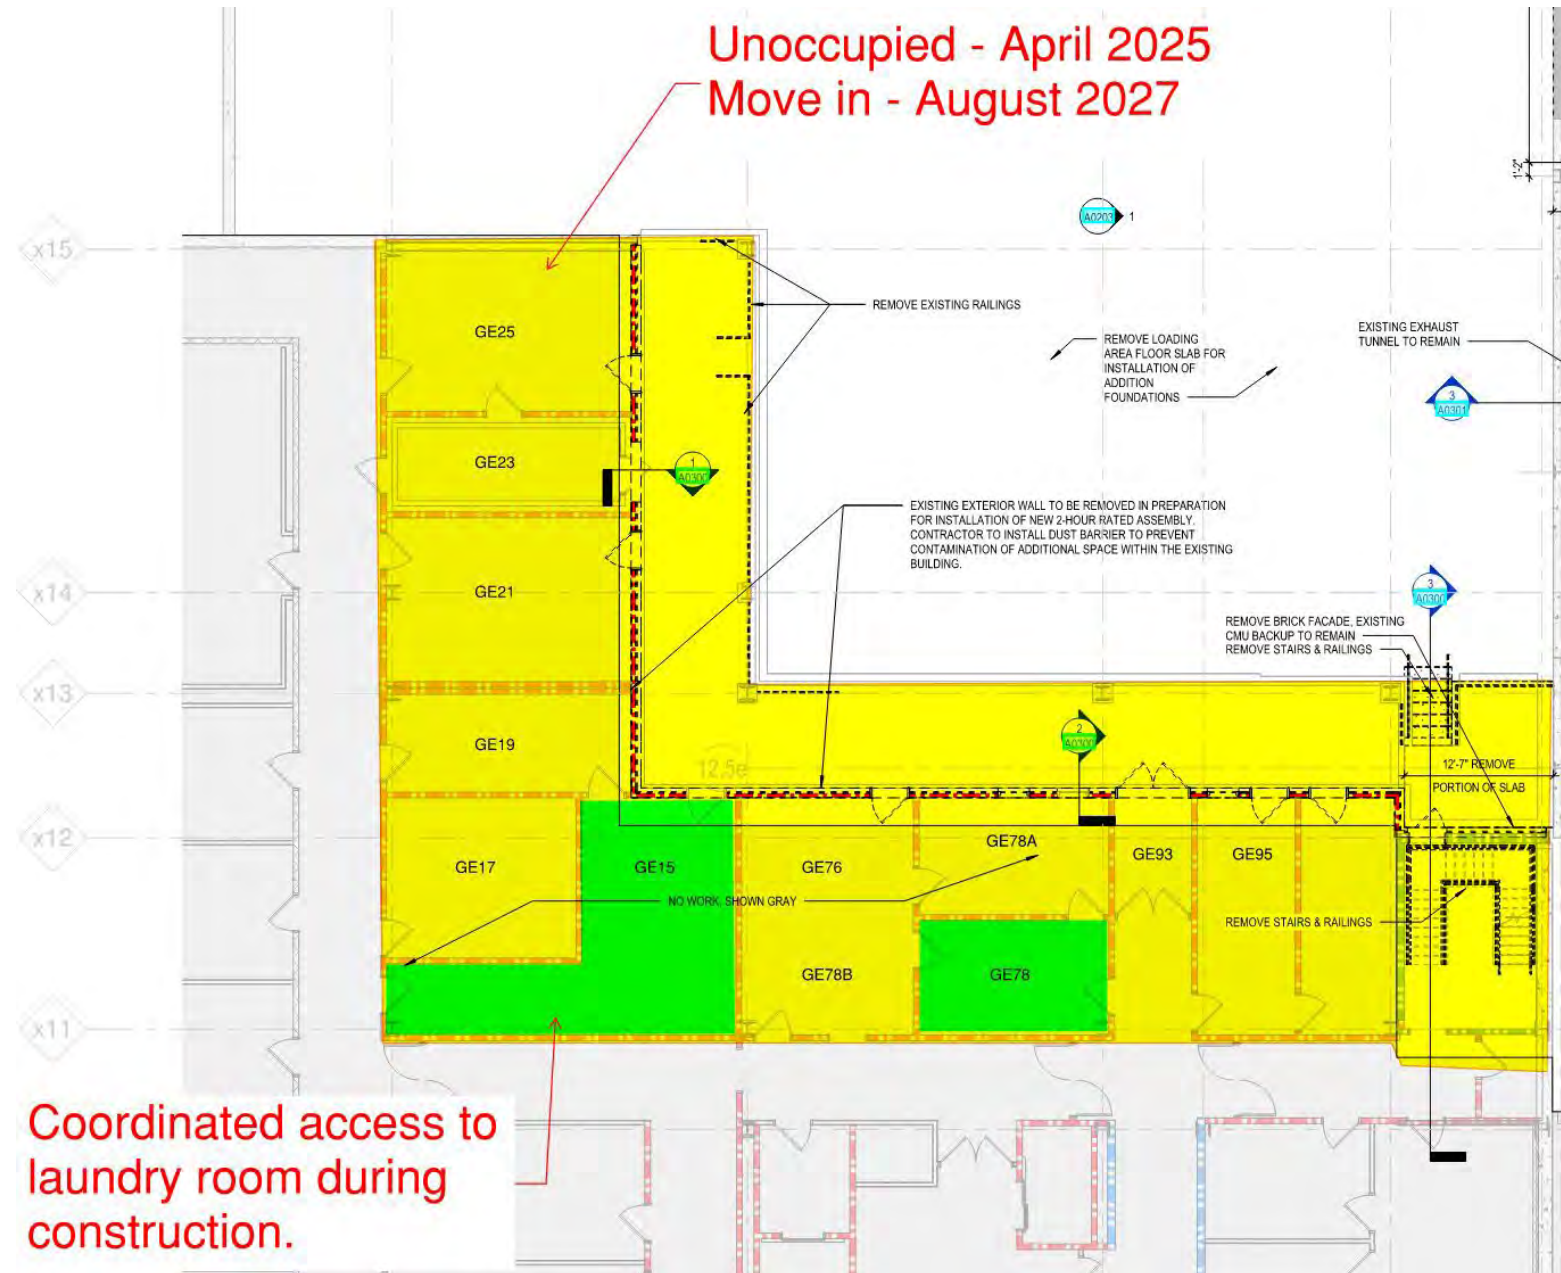 Unoccupied - April 2025
Move in - August 2027
1'-2"
A0203
1
x15
REMOVE EXISTING RAILINGS
EXISTING EXHAUST
TUNNEL TO REMAIN
GE25
REMOVE LOADING
AREA FLOOR SLAB FOR
INSTALLATION OF
ADDITION
FOUNDATIONS
3
A0301
GE23
1
A0300
EXISTING EXTERIOR WALL TO BE REMOVED IN PREPARATION
FOR INSTALLATION OF NEW 2-HOUR RATED ASSEMBLY.
CONTRACTOR TO INSTALL DUST BARRIER TO PREVENT
CONTAMINATION OF ADDITIONAL SPACE WITHIN THE EXISTING
BUILDING.
x14
GE21
3
A0300
REMOVE BRICK FACADE, EXISTING
CMU BACKUP TO REMAIN
REMOVE STAIRS & RAILINGS
x13
GE19
2
A0300
12.5e
12'-7" REMOVE
PORTION OF SLAB
x12
GE17
GE15
GE76
GE78A
GE93
GE95
NO WORK, SHOWN GRAY
REMOVE STAIRS & RAILINGS
GE78B
GE78
x11
Coordinated access to
laundry room during
construction.